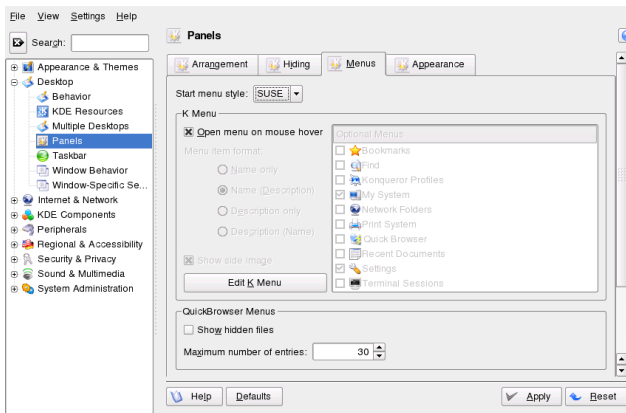 File View Settings Help
Search:
Appearance & Themes
Desktop
Behavior
KDE Resources
Multiple Desktops
Panels
Taskbar
Window Behavior
Window-Specific Se...
Internet & Network
KDE Components
Peripherals
Regional & Accessibility
Security & Privacy
Sound & Multimedia
System Administration
Panels
Arrangement Hiding Menus Appearance
Start menu style: SUSE
K Menu
Open menu on mouse hover
Menu item format:
Name only
Name (Description)
Description only
Description (Name)
Show side image
Edit K Menu
Optional Menus
Bookmarks
Find
Konqueror Profiles
My System
Network Folders
Print System
Quick Browser
Recent Documents
Settings
Terminal Sessions
QuickBrowser Menus
Show hidden files
Maximum number of entries: 30
Help Defaults Apply Reset